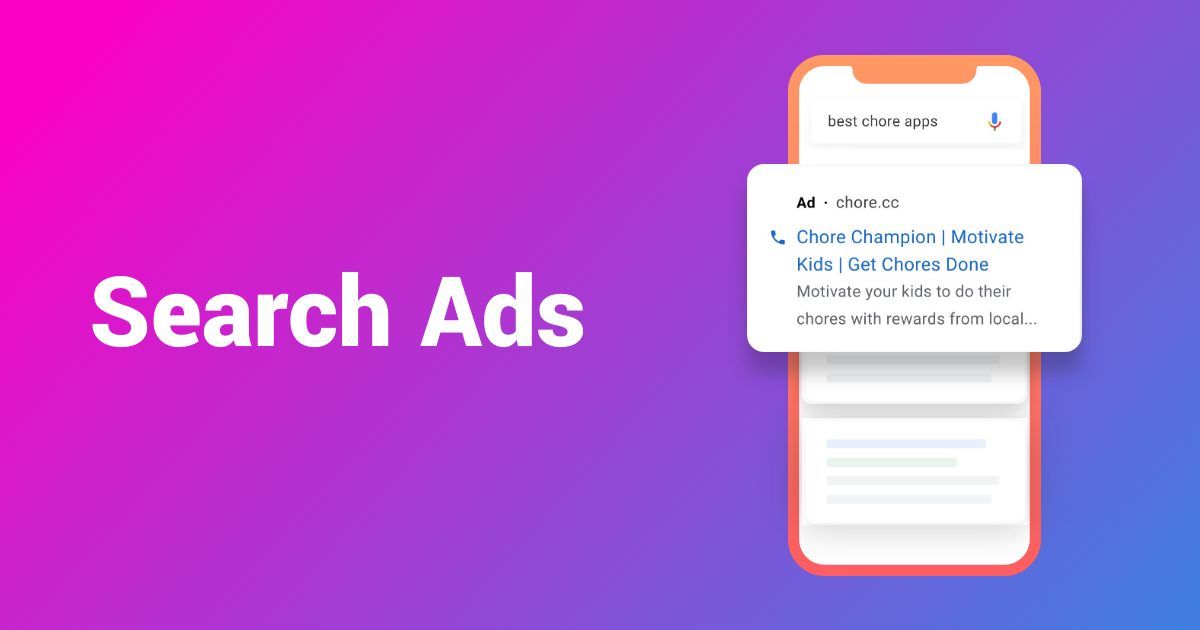 Search Ads
best chore apps
Ad · chore.cc
Chore Champion | Motivate
Kids | Get Chores Done
Motivate your kids to do their
chores with rewards from local...